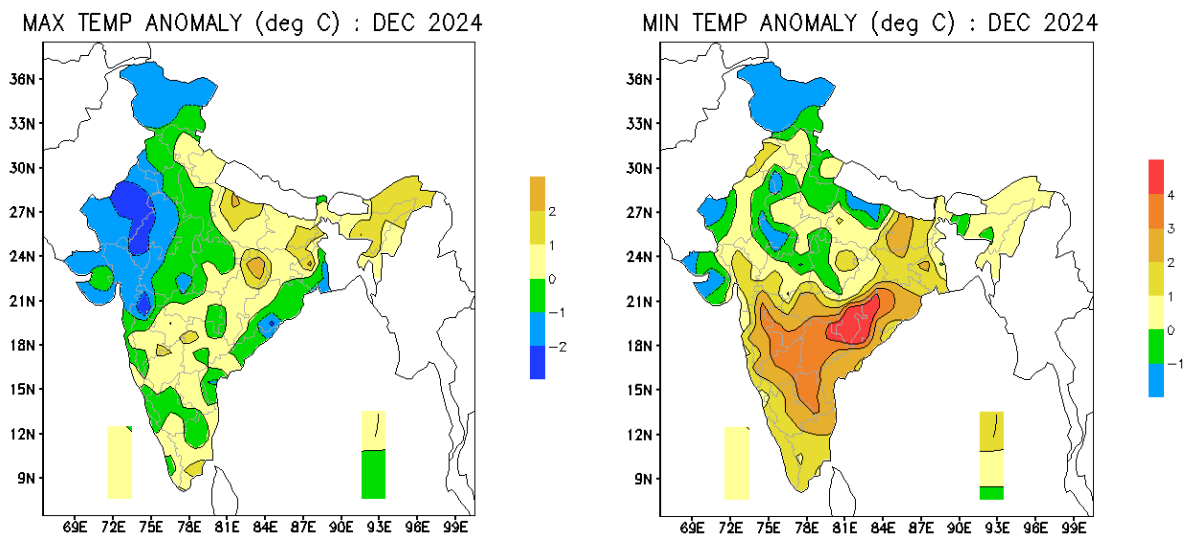 MAX TEMP ANOMALY (deg C) : DEC 2024
36N
33N
30N
27N
24N
21N
18N
15N
12N
9N
69E 72E 75E 78E 81E 84E 87E 90E 93E 96E 99E
2
1
0
−1
−2
MIN TEMP ANOMALY (deg C) : DEC 2024
36N
33N
30N
27N
24N
21N
18N
15N
12N
9N
69E 72E 75E 78E 81E 84E 87E 90E 93E 96E 99E
4
3
2
1
0
−1